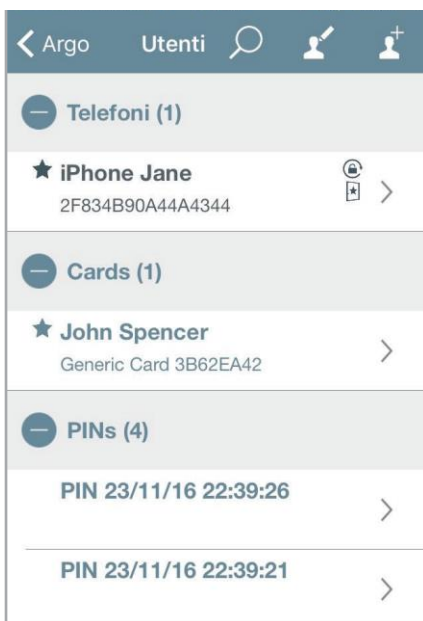 Argo Utenti
Telefoni (1)
iPhone Jane
2F834B90A44A4344
Cards (1)
John Spencer
Generic Card 3B62EA42
PINs (4)
PIN 23/11/16 22:39:26
PIN 23/11/16 22:39:21